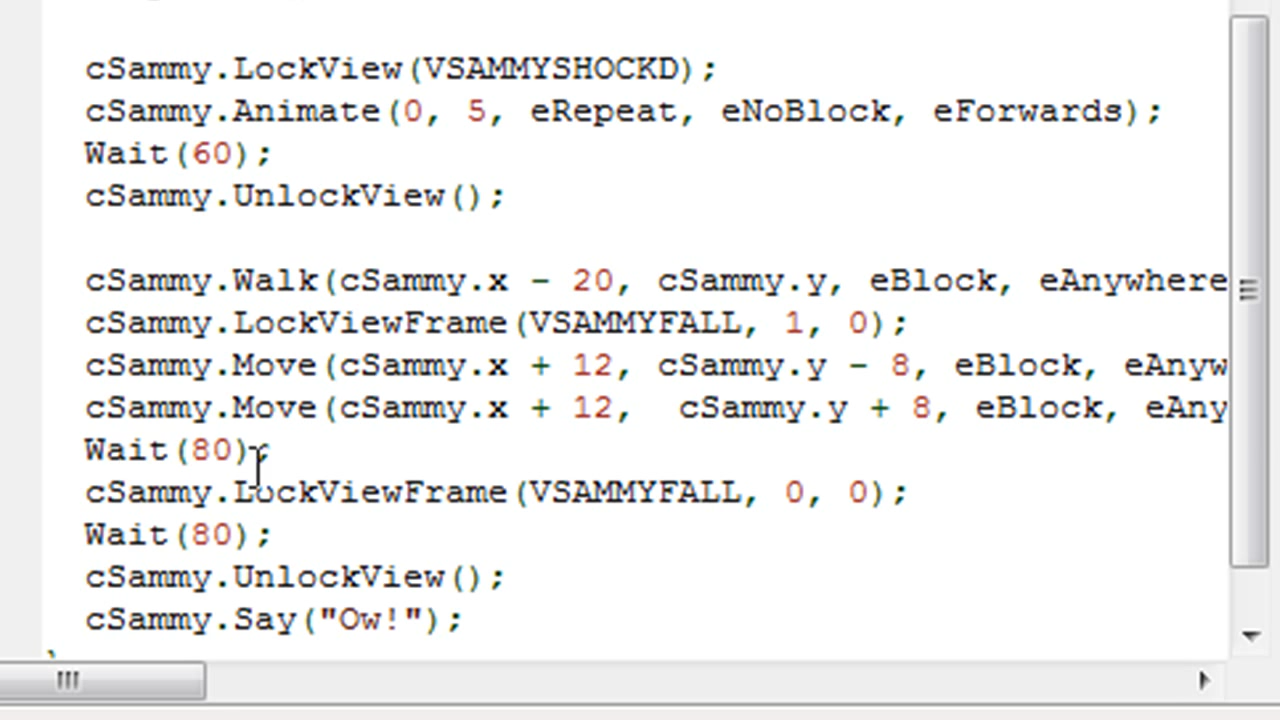 cSammy.LockView(VSAMMYSHOCKD);
cSammy.Animate(0, 5, eRepeat, eNoBlock, eForwards);
Wait(60);
cSammy.UnlockView();
cSammy.Walk(cSammy.x - 20, cSammy.y, eBlock, eAnywhere
cSammy.LockViewFrame(VSAMMYFALL, 1, 0);
cSammy.Move(cSammy.x + 12, cSammy.y - 8, eBlock, eAnyw
cSammy.Move(cSammy.x + 12,  cSammy.y + 8, eBlock, eAny
Wait(80);
cSammy.LockViewFrame(VSAMMYFALL, 0, 0);
Wait(80);
cSammy.UnlockView();
cSammy.Say("Ow!");